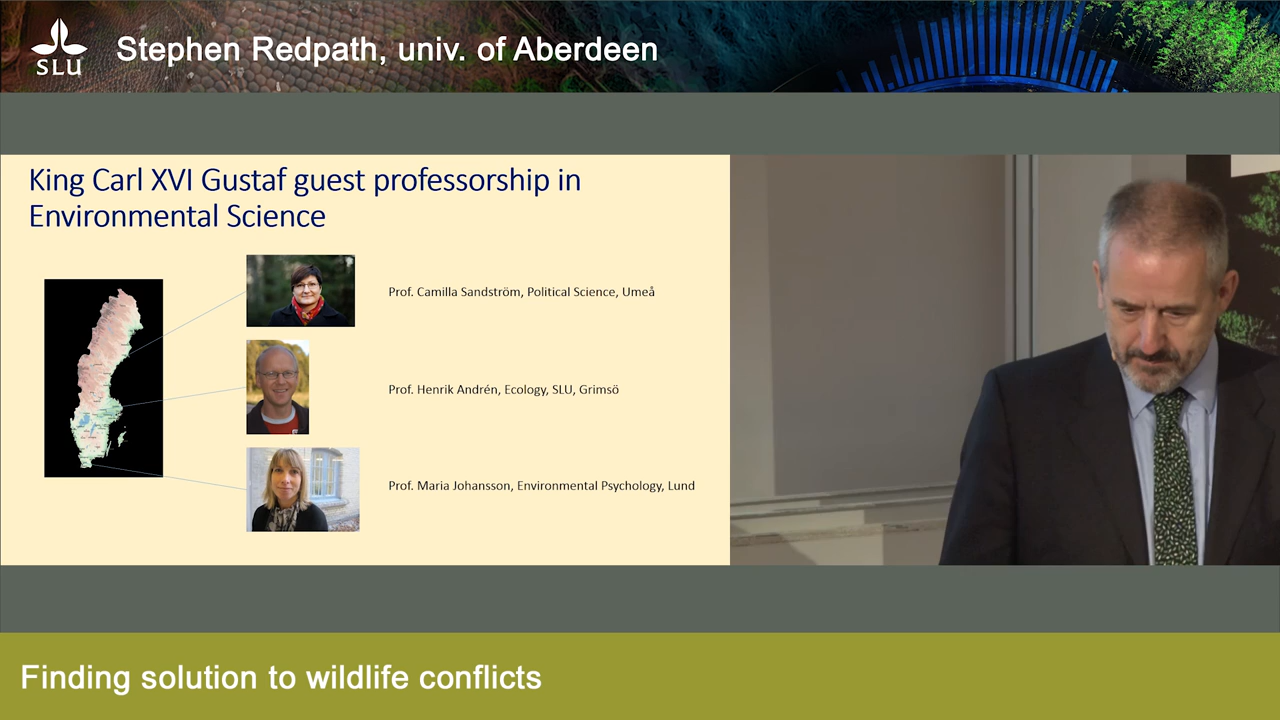 SLU
Stephen Redpath, univ. of Aberdeen
King Carl XVI Gustaf guest professorship in
Environmental Science
Prof. Camilla Sandström, Political Science, Umeå
Prof. Henrik Andrén, Ecology, SLU, Grimsö
Prof. Maria Johansson, Environmental Psychology, Lund
Finding solution to wildlife conflicts